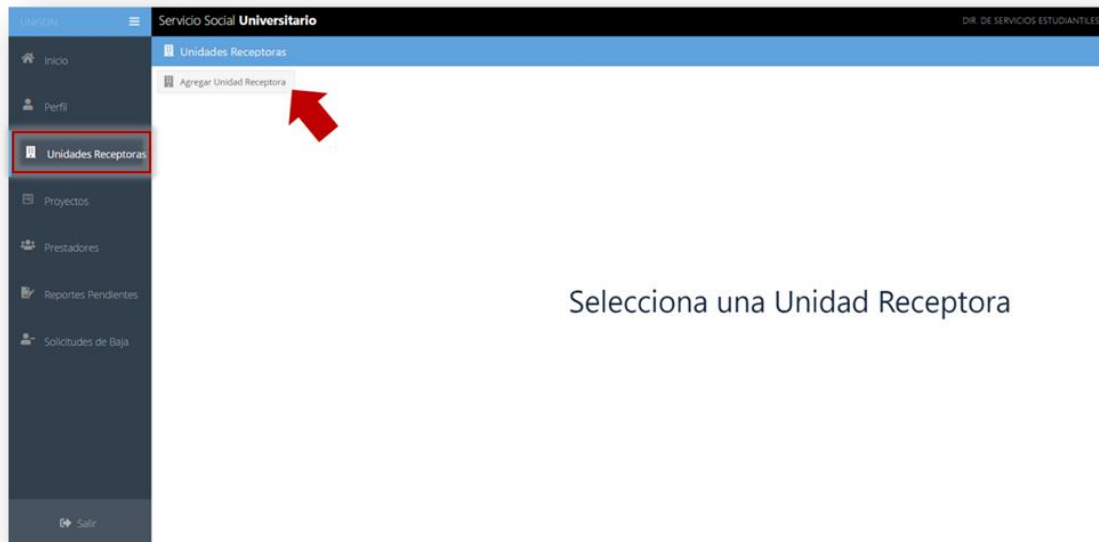 UNISON
Servicio Social Universitario
DIR. DE SERVICIOS ESTUDIANTILES
Inicio
Unidades Receptoras
Agregar Unidad Receptora
Perfil
Unidades Receptoras
Proyectos
Prestadores
Reportes Pendientes
Selecciona una Unidad Receptora
Solicitudes de Baja
Salir